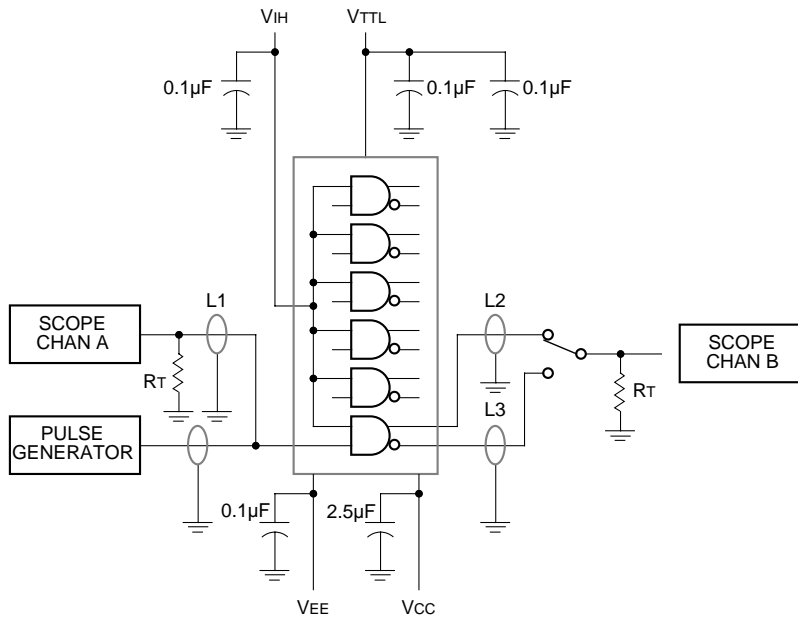 VIH
VTTL
0.1µF
0.1µF
0.1µF
L1
L2
SCOPE
CHAN A
SCOPE
CHAN B
RT
RT
L3
PULSE
GENERATOR
0.1µF
2.5µF
VEE
VCC